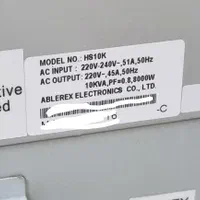 MODEL NO.: HS10K
AC INPUT : 220V-240V~,51A,50Hz
AC OUTPUT: 220V~,45A,50Hz
10KVA,PF=0.8,8000W
ABLEREX ELECTRONICS CO., LTD.
-C